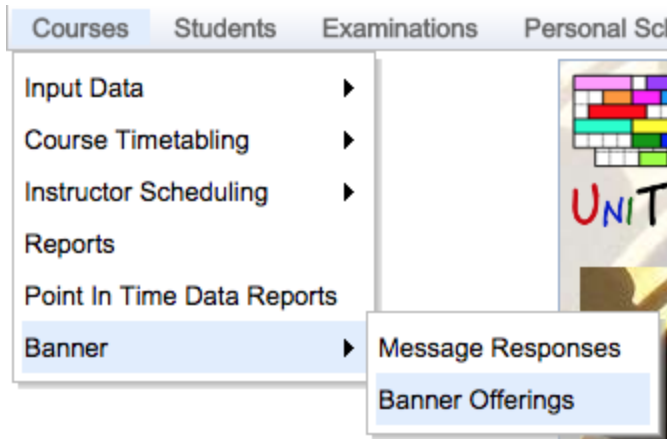 Courses Students Examinations Personal
Input Data
Course Timetabling
Instructor Scheduling
Reports
Point In Time Data Reports
Banner
Message Responses
Banner Offerings